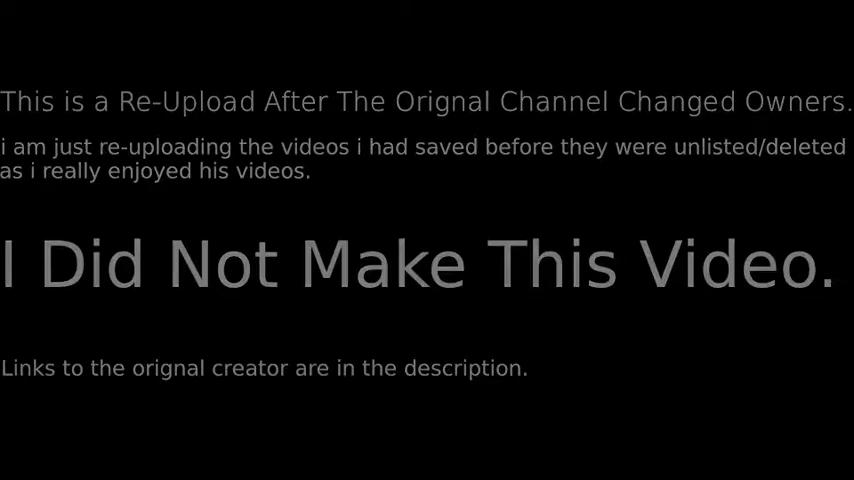 This is a Re-Upload After The Orignal Channel Changed Owners.
i am just re-uploading the videos i had saved before they were unlisted/deleted
as i really enjoyed his videos.
I Did Not Make This Video.
Links to the orignal creator are in the description.